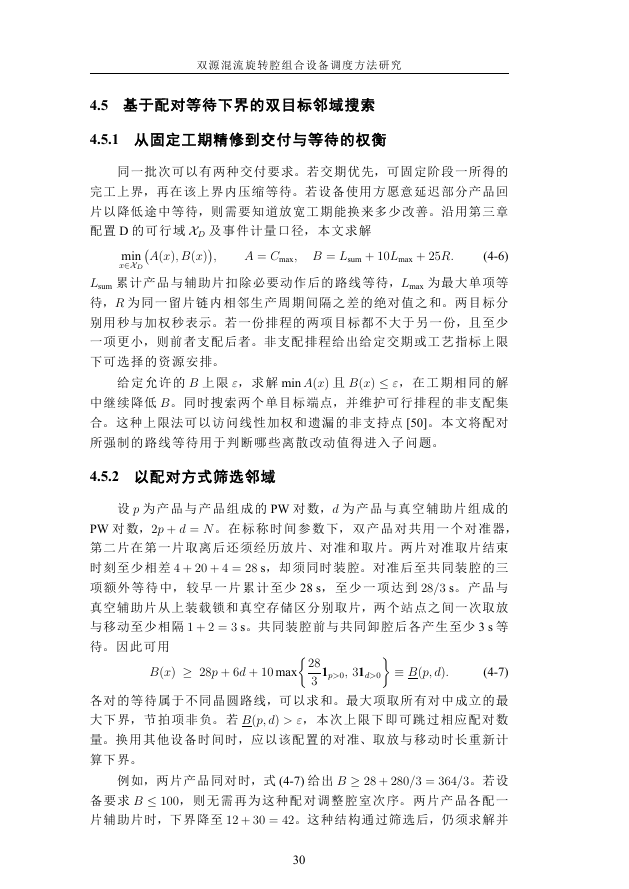 双源混流旋转腔组合设备调度方法研究
4.5 基于配对等待下界的双目标邻域搜索
4.5.1 从固定工期精修到交付与等待的权衡
同一批次可以有两种交付要求。若交期优先，可固定阶段一所得的
完工上界，再在该上界内压缩等待。若设备使用方愿意延迟部分产品回
片以降低途中等待，则需要知道放宽工期能换来多少改善。沿用第三章
配置 D 的可行域 𝒳_D 及事件计量口径，本文求解
min_{x∈𝒳_D} (A(x), B(x)), A = C_max, B = L_sum + 10L_max + 25R. (4-6)
L_sum 累计产品与辅助片扣除必要动作后的路线等待，L_max 为最大单项等
待，R 为同一留片链内相邻生产周期间隔之差的绝对值之和。两目标分
别用秒与加权秒表示。若一份排程的两项目标都不大于另一份，且至少
一项更小，则前者支配后者。非支配排程给出给定交期或工艺指标上限
下可选择的资源安排。
给定允许的 B 上限 ε，求解 min A(x) 且 B(x) ≤ ε，在工期相同的解
中继续降低 B。同时搜索两个单目标端点，并维护可行排程的非支配集
合。这种上限法可以访问线性加权和遗漏的非支持点 [50]。本文将配对
所强制的路线等待用于判断哪些离散改动值得进入子问题。
4.5.2 以配对方式筛选邻域
设 p 为产品与产品组成的 PW 对数，d 为产品与真空辅助片组成的
PW 对数，2p + d = N。在标称时间参数下，双产品对共用一个对准器，
第二片在第一片取离后还须经历放片、对准和取片。两片对准取片结束
时刻至少相差 4 + 20 + 4 = 28 s，却须同时装腔。对准后至共同装腔的三
项额外等待中，较早一片累计至少 28 s，至少一项达到 28/3 s。产品与
真空辅助片从上装载锁和真空存储区分别取片，两个站点之间一次取放
与移动至少相隔 1 + 2 = 3 s。共同装腔前与共同卸腔后各产生至少 3 s 等
待。因此可用
B(x) ≥ 28p + 6d + 10 max{28/3 1_{p>0}, 31_{d>0}} ≡ B(p, d). (4-7)
各对的等待属于不同晶圆路线，可以求和。最大项取所有对中成立的最
大下界，节拍项非负。若 B(p, d) > ε，本次上限下即可跳过相应配对数
量。换用其他设备时间时，应以该配置的对准、取放与移动时长重新计
算下界。
例如，两片产品同对时，式 (4-7) 给出 B ≥ 28 + 280/3 = 364/3。若设
备要求 B ≤ 100，则无需再为这种配对调整腔室次序。两片产品各配一
片辅助片时，下界降至 12 + 30 = 42。这种结构通过筛选后，仍须求解并
30